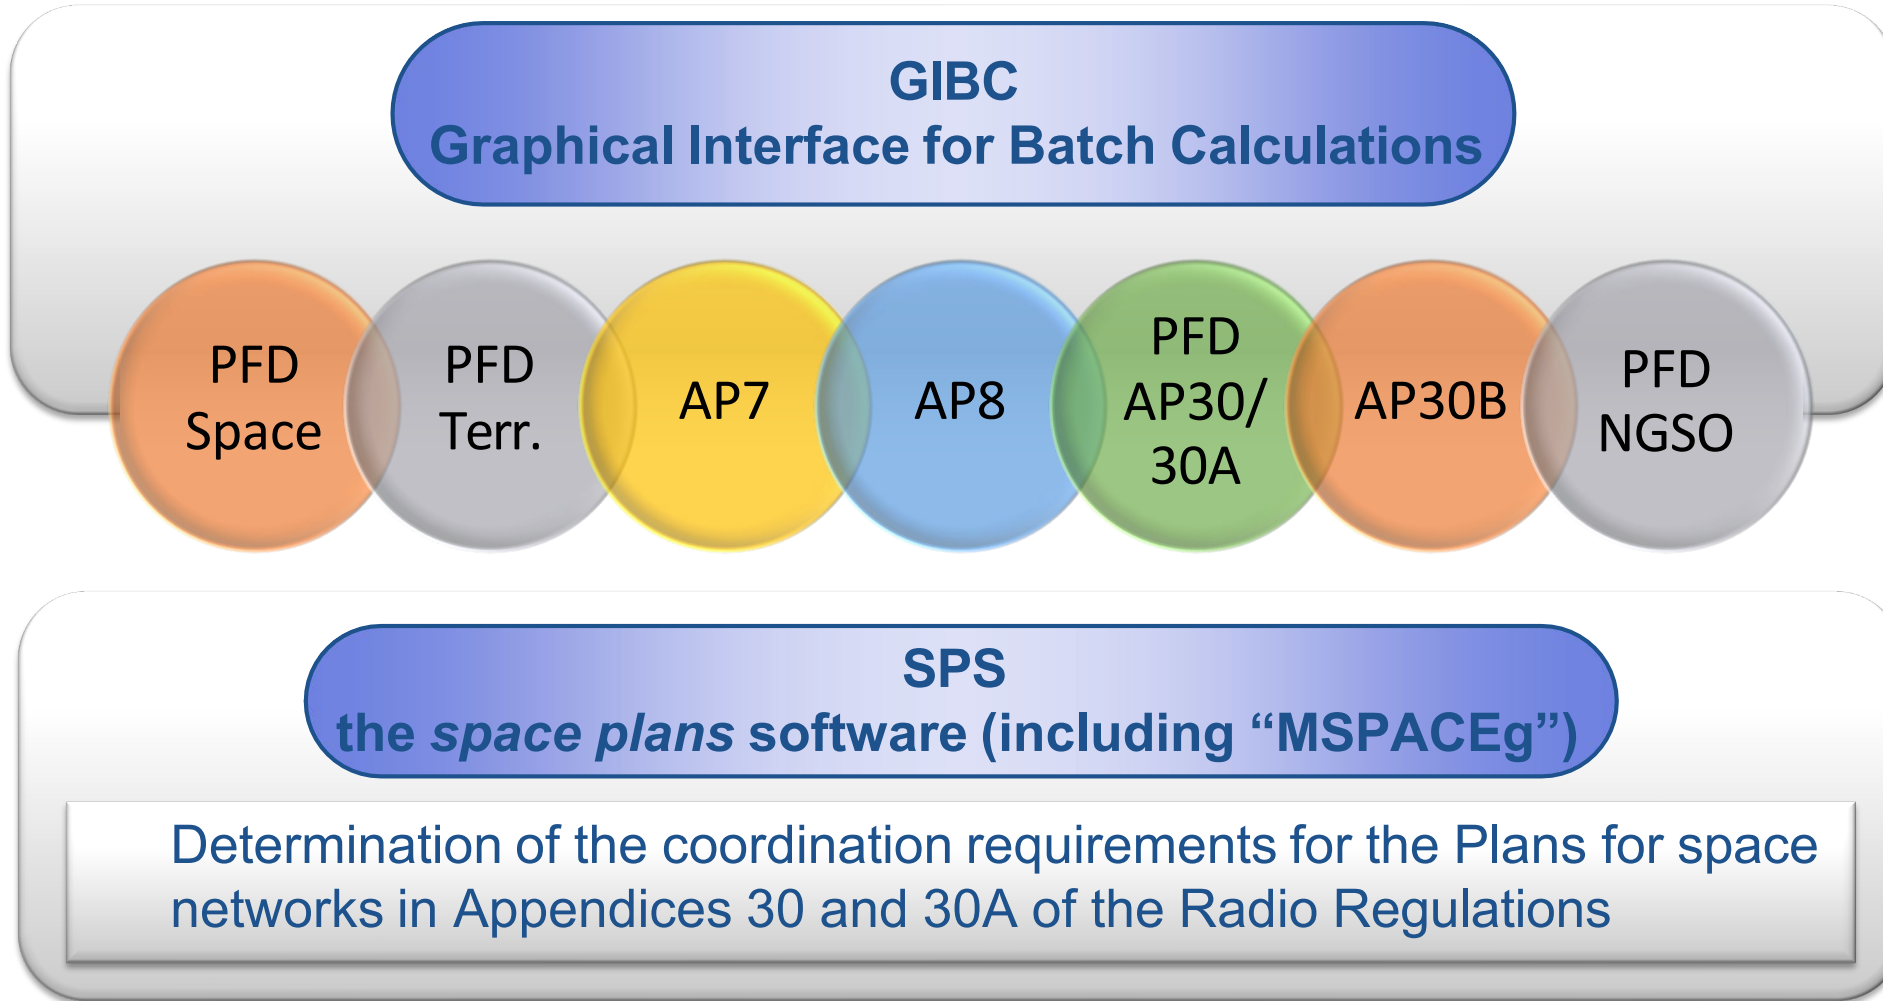 GIBC
Graphical Interface for Batch Calculations
PFD
Space
PFD
Terr.
AP7
AP8
PFD
AP30/
30A
AP30B
PFD
NGSO
SPS
the space plans software (including “MSPACEg”)
Determination of the coordination requirements for the Plans for space
networks in Appendices 30 and 30A of the Radio Regulations